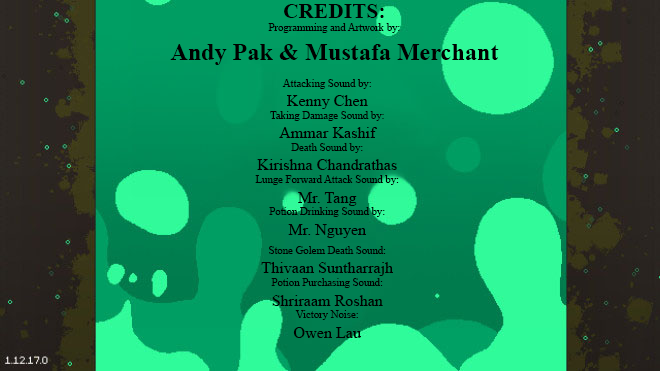 CREDITS:
Programming and Artwork by:
Andy Pak & Mustafa Merchant
Attacking Sound by:
Kenny Chen
Taking Damage Sound by:
Ammar Kashif
Death Sound by:
Kirishna Chandrathas
Lunge Forward Attack Sound by:
Mr. Tang
Potion Drinking Sound by:
Mr. Nguyen
Stone Golem Death Sound:
Thivaan Suntharrajh
Potion Purchasing Sound:
Shriraam Roshan
Victory Noise:
Owen Lau
1.12.17.0